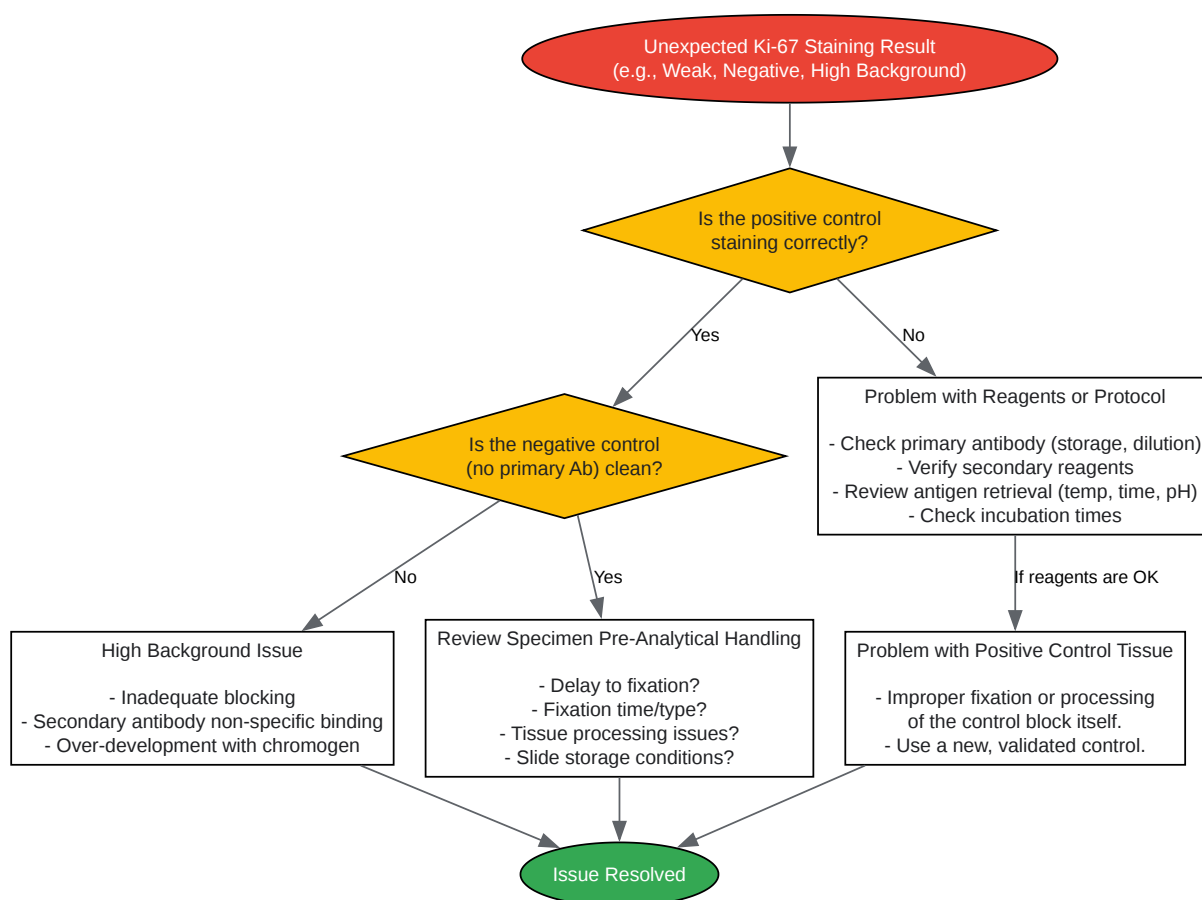 Unexpected Ki-67 Staining Result
(e.g., Weak, Negative, High Background)
Is the positive control
staining correctly?
Yes
No
Is the negative control
(no primary Ab) clean?
Problem with Reagents or Protocol
- Check primary antibody (storage, dilution)
- Verify secondary reagents
- Review antigen retrieval (temp, time, pH)
- Check incubation times
No
Yes
If reagents are OK
High Background Issue
- Inadequate blocking
- Secondary antibody non-specific binding
- Over-development with chromogen
Review Specimen Pre-Analytical Handling
- Delay to fixation?
- Fixation time/type?
- Tissue processing issues?
- Slide storage conditions?
Problem with Positive Control Tissue
- Improper fixation or processing
of the control block itself.
- Use a new, validated control.
Issue Resolved